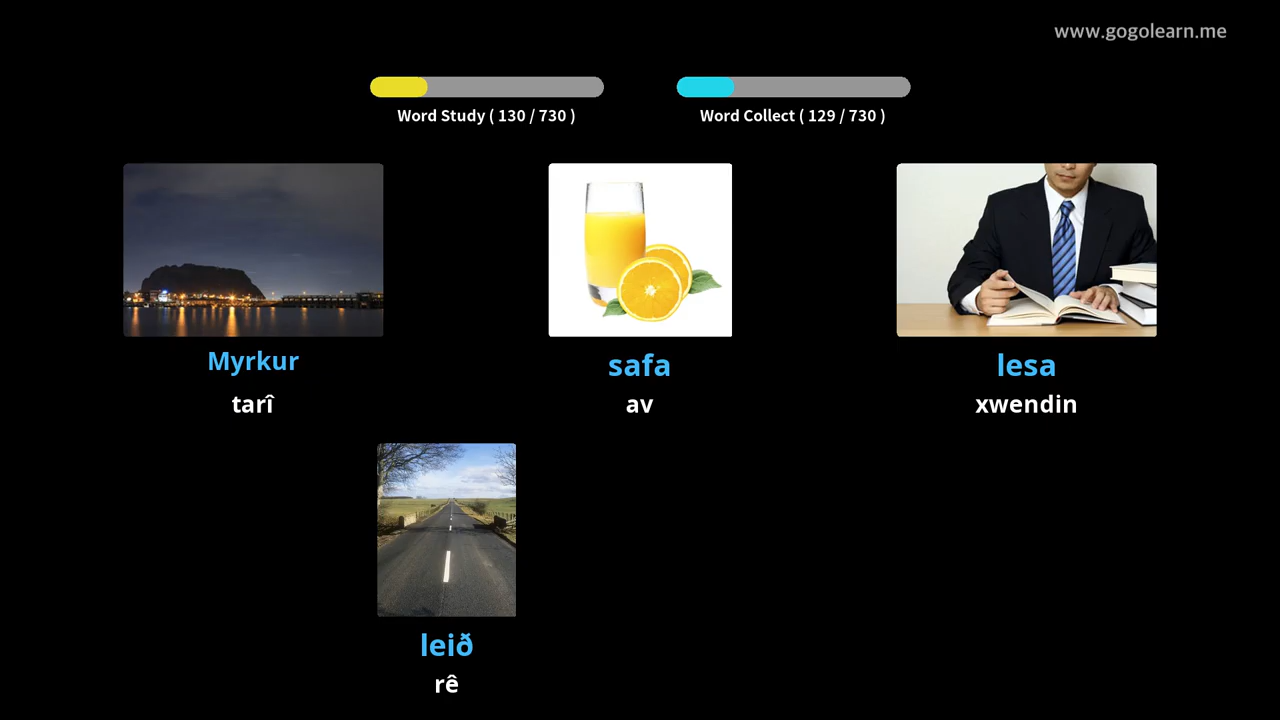 www.gogolearn.me
Word Study ( 130 / 730 )
Word Collect ( 129 / 730 )
Myrkur
tarî
safa
av
lesa
xwendin
leið
rê